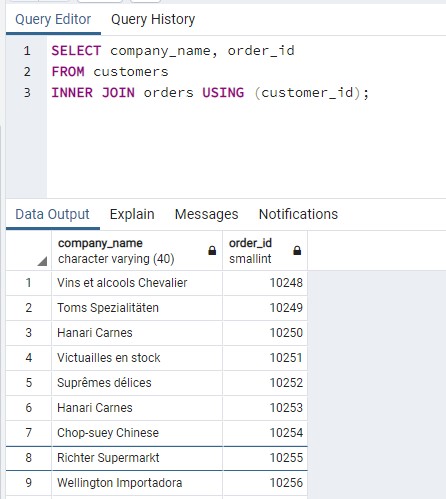 Query Editor Query History
1 SELECT company_name, order_id
2 FROM customers
3 INNER JOIN orders USING (customer_id);
Data Output Explain Messages Notifications
company_name order_id
character varying (40) smallint
1 Vins et alcools Chevalier 10248
2 Toms Spezialitäten 10249
3 Hanari Carnes 10250
4 Victuailles en stock 10251
5 Suprêmes délices 10252
6 Hanari Carnes 10253
7 Chop-suey Chinese 10254
8 Richter Supermarkt 10255
9 Wellington Importadora 10256